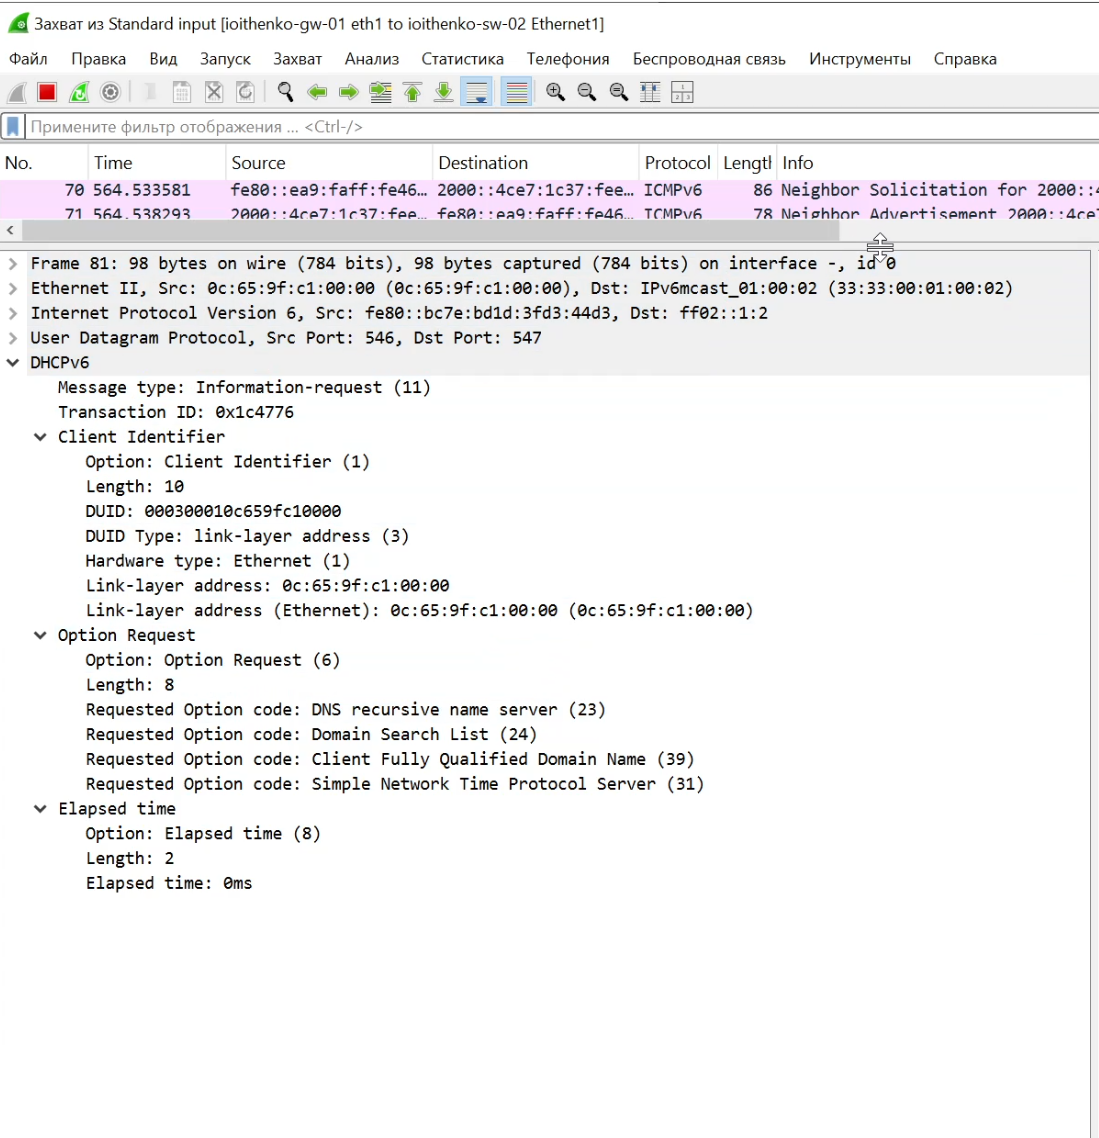 Захват из Standard input [ioithenko-gw-01 eth1 to ioithenko-sw-02 Ethernet1]
Файл Правка Вид Запуск Захват Анализ Статистика Телефония Беспроводная связь Инструменты Справка
Примените фильтр отображения ... <Ctrl-/>
No. Time Source Destination Protocol Lengtl Info
70 564.533581 fe80::ea9:faff:fe46… 2000::4ce7:1c37:fee… ICMPv6 86 Neighbor Solicitation for 2000::4
71 564.538293 2000::4ce7:1c37:fee… fe80::ea9:faff:fe46… ICMPv6 78 Neighbor Advertisement 2000::4ce7
Frame 81: 98 bytes on wire (784 bits), 98 bytes captured (784 bits) on interface -, id 0
Ethernet II, Src: 0c:65:9f:c1:00:00 (0c:65:9f:c1:00:00), Dst: IPv6mcast_01:00:02 (33:33:00:01:00:02)
Internet Protocol Version 6, Src: fe80::bc7e:bd1d:3fd3:44d3, Dst: ff02::1:2
User Datagram Protocol, Src Port: 546, Dst Port: 547
DHCPv6
Message type: Information-request (11)
Transaction ID: 0x1c4776
Client Identifier
Option: Client Identifier (1)
Length: 10
DUID: 000300010c659fc10000
DUID Type: link-layer address (3)
Hardware type: Ethernet (1)
Link-layer address: 0c:65:9f:c1:00:00
Link-layer address (Ethernet): 0c:65:9f:c1:00:00 (0c:65:9f:c1:00:00)
Option Request
Option: Option Request (6)
Length: 8
Requested Option code: DNS recursive name server (23)
Requested Option code: Domain Search List (24)
Requested Option code: Client Fully Qualified Domain Name (39)
Requested Option code: Simple Network Time Protocol Server (31)
Elapsed time
Option: Elapsed time (8)
Length: 2
Elapsed time: 0ms